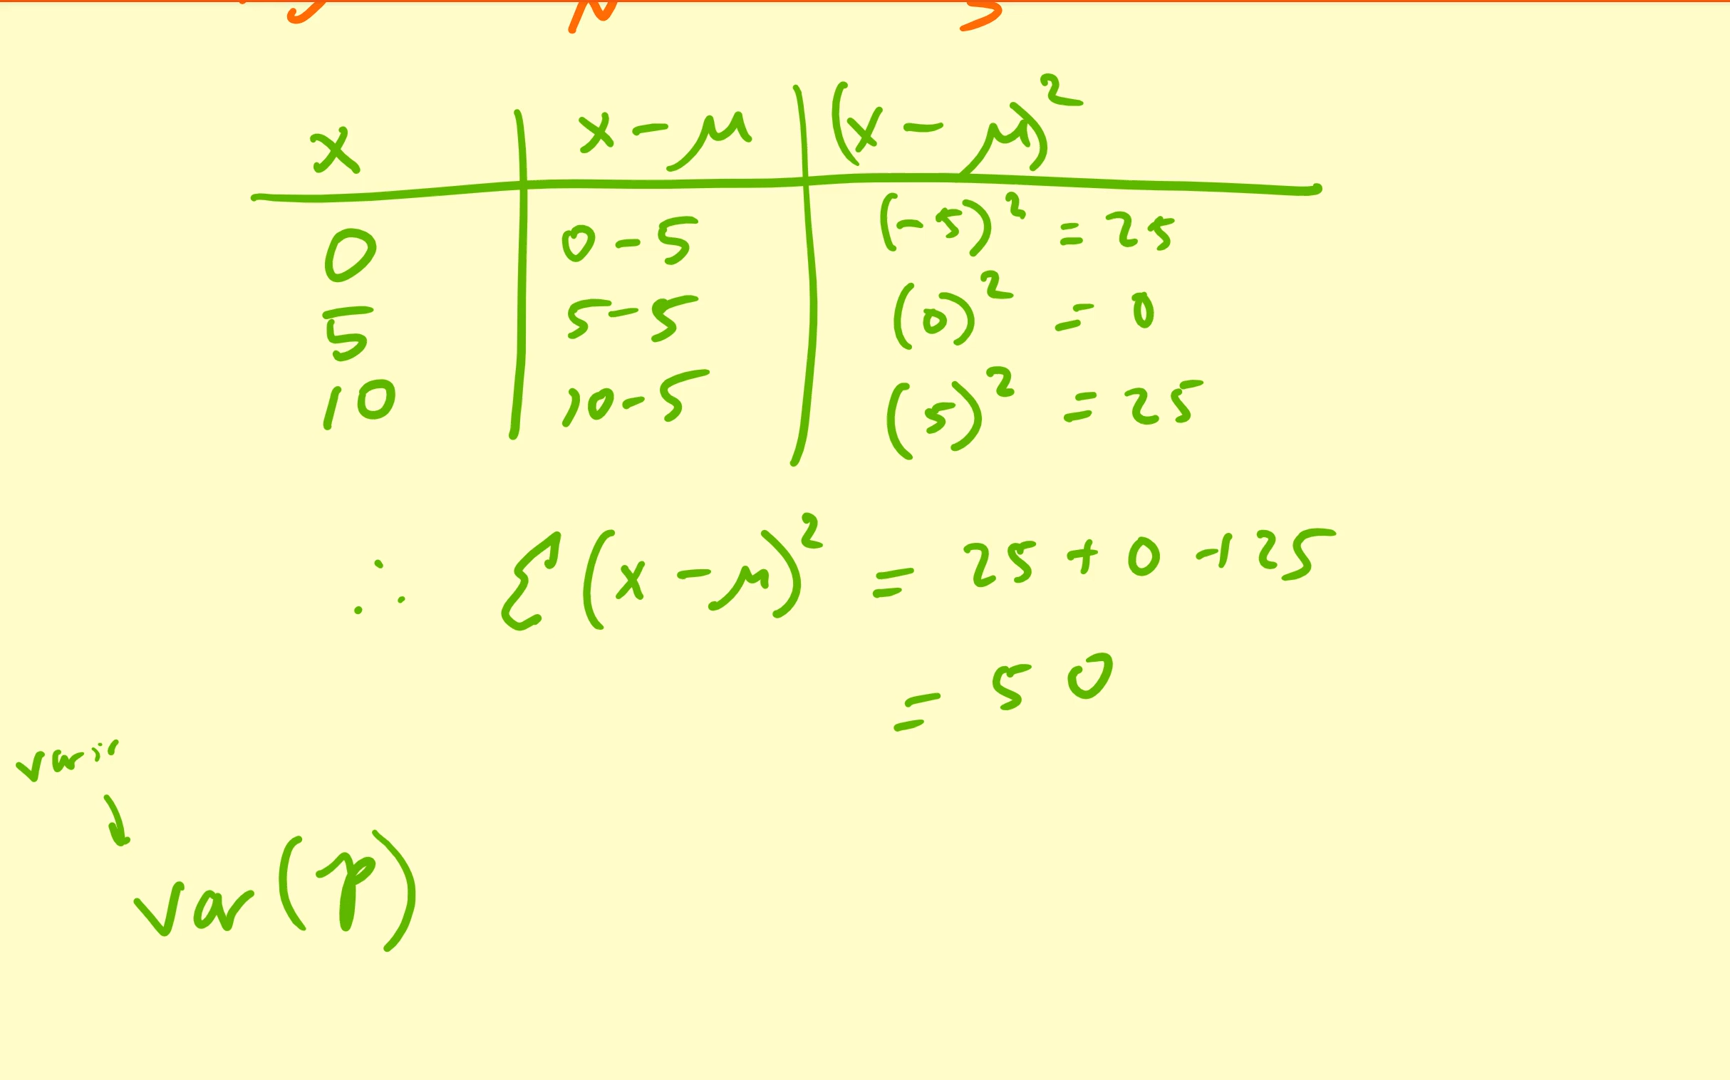 x | x - μ | (x - μ)²
0 | 0 - 5 | (-5)² = 25
5 | 5 - 5 | (0)² = 0
10 | 10 - 5 | (5)² = 25
∴ Σ(x - μ)² = 25 + 0 + 25
= 50
var(p)